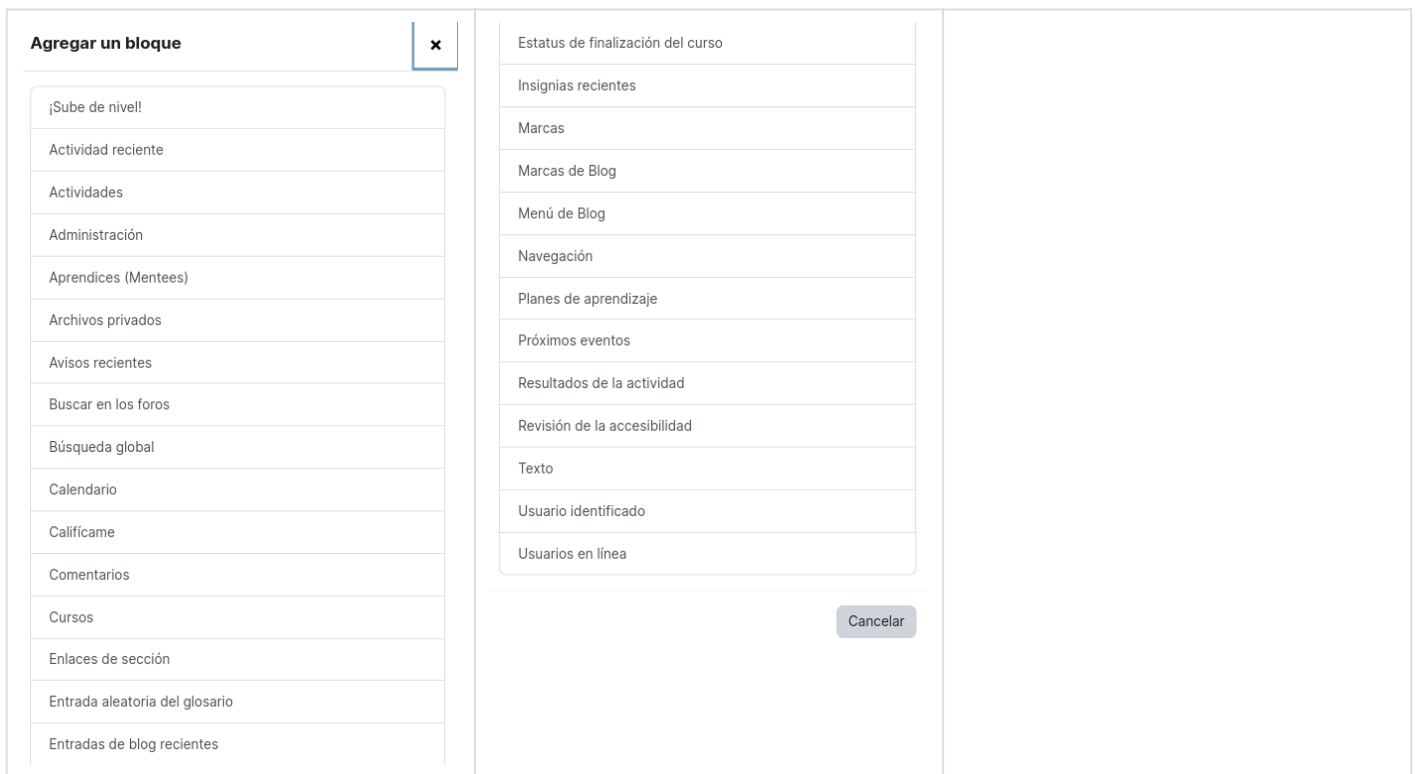 Agregar un bloque
×
¡Sube de nivel!
Actividad reciente
Actividades
Administración
Aprendices (Mentees)
Archivos privados
Avisos recientes
Buscar en los foros
Búsqueda global
Calendario
Califícame
Comentarios
Cursos
Enlaces de sección
Entrada aleatoria del glosario
Entradas de blog recientes
Estatus de finalización del curso
Insignias recientes
Marcas
Marcas de Blog
Menú de Blog
Navegación
Planes de aprendizaje
Próximos eventos
Resultados de la actividad
Revisión de la accesibilidad
Texto
Usuario identificado
Usuarios en línea
Cancelar